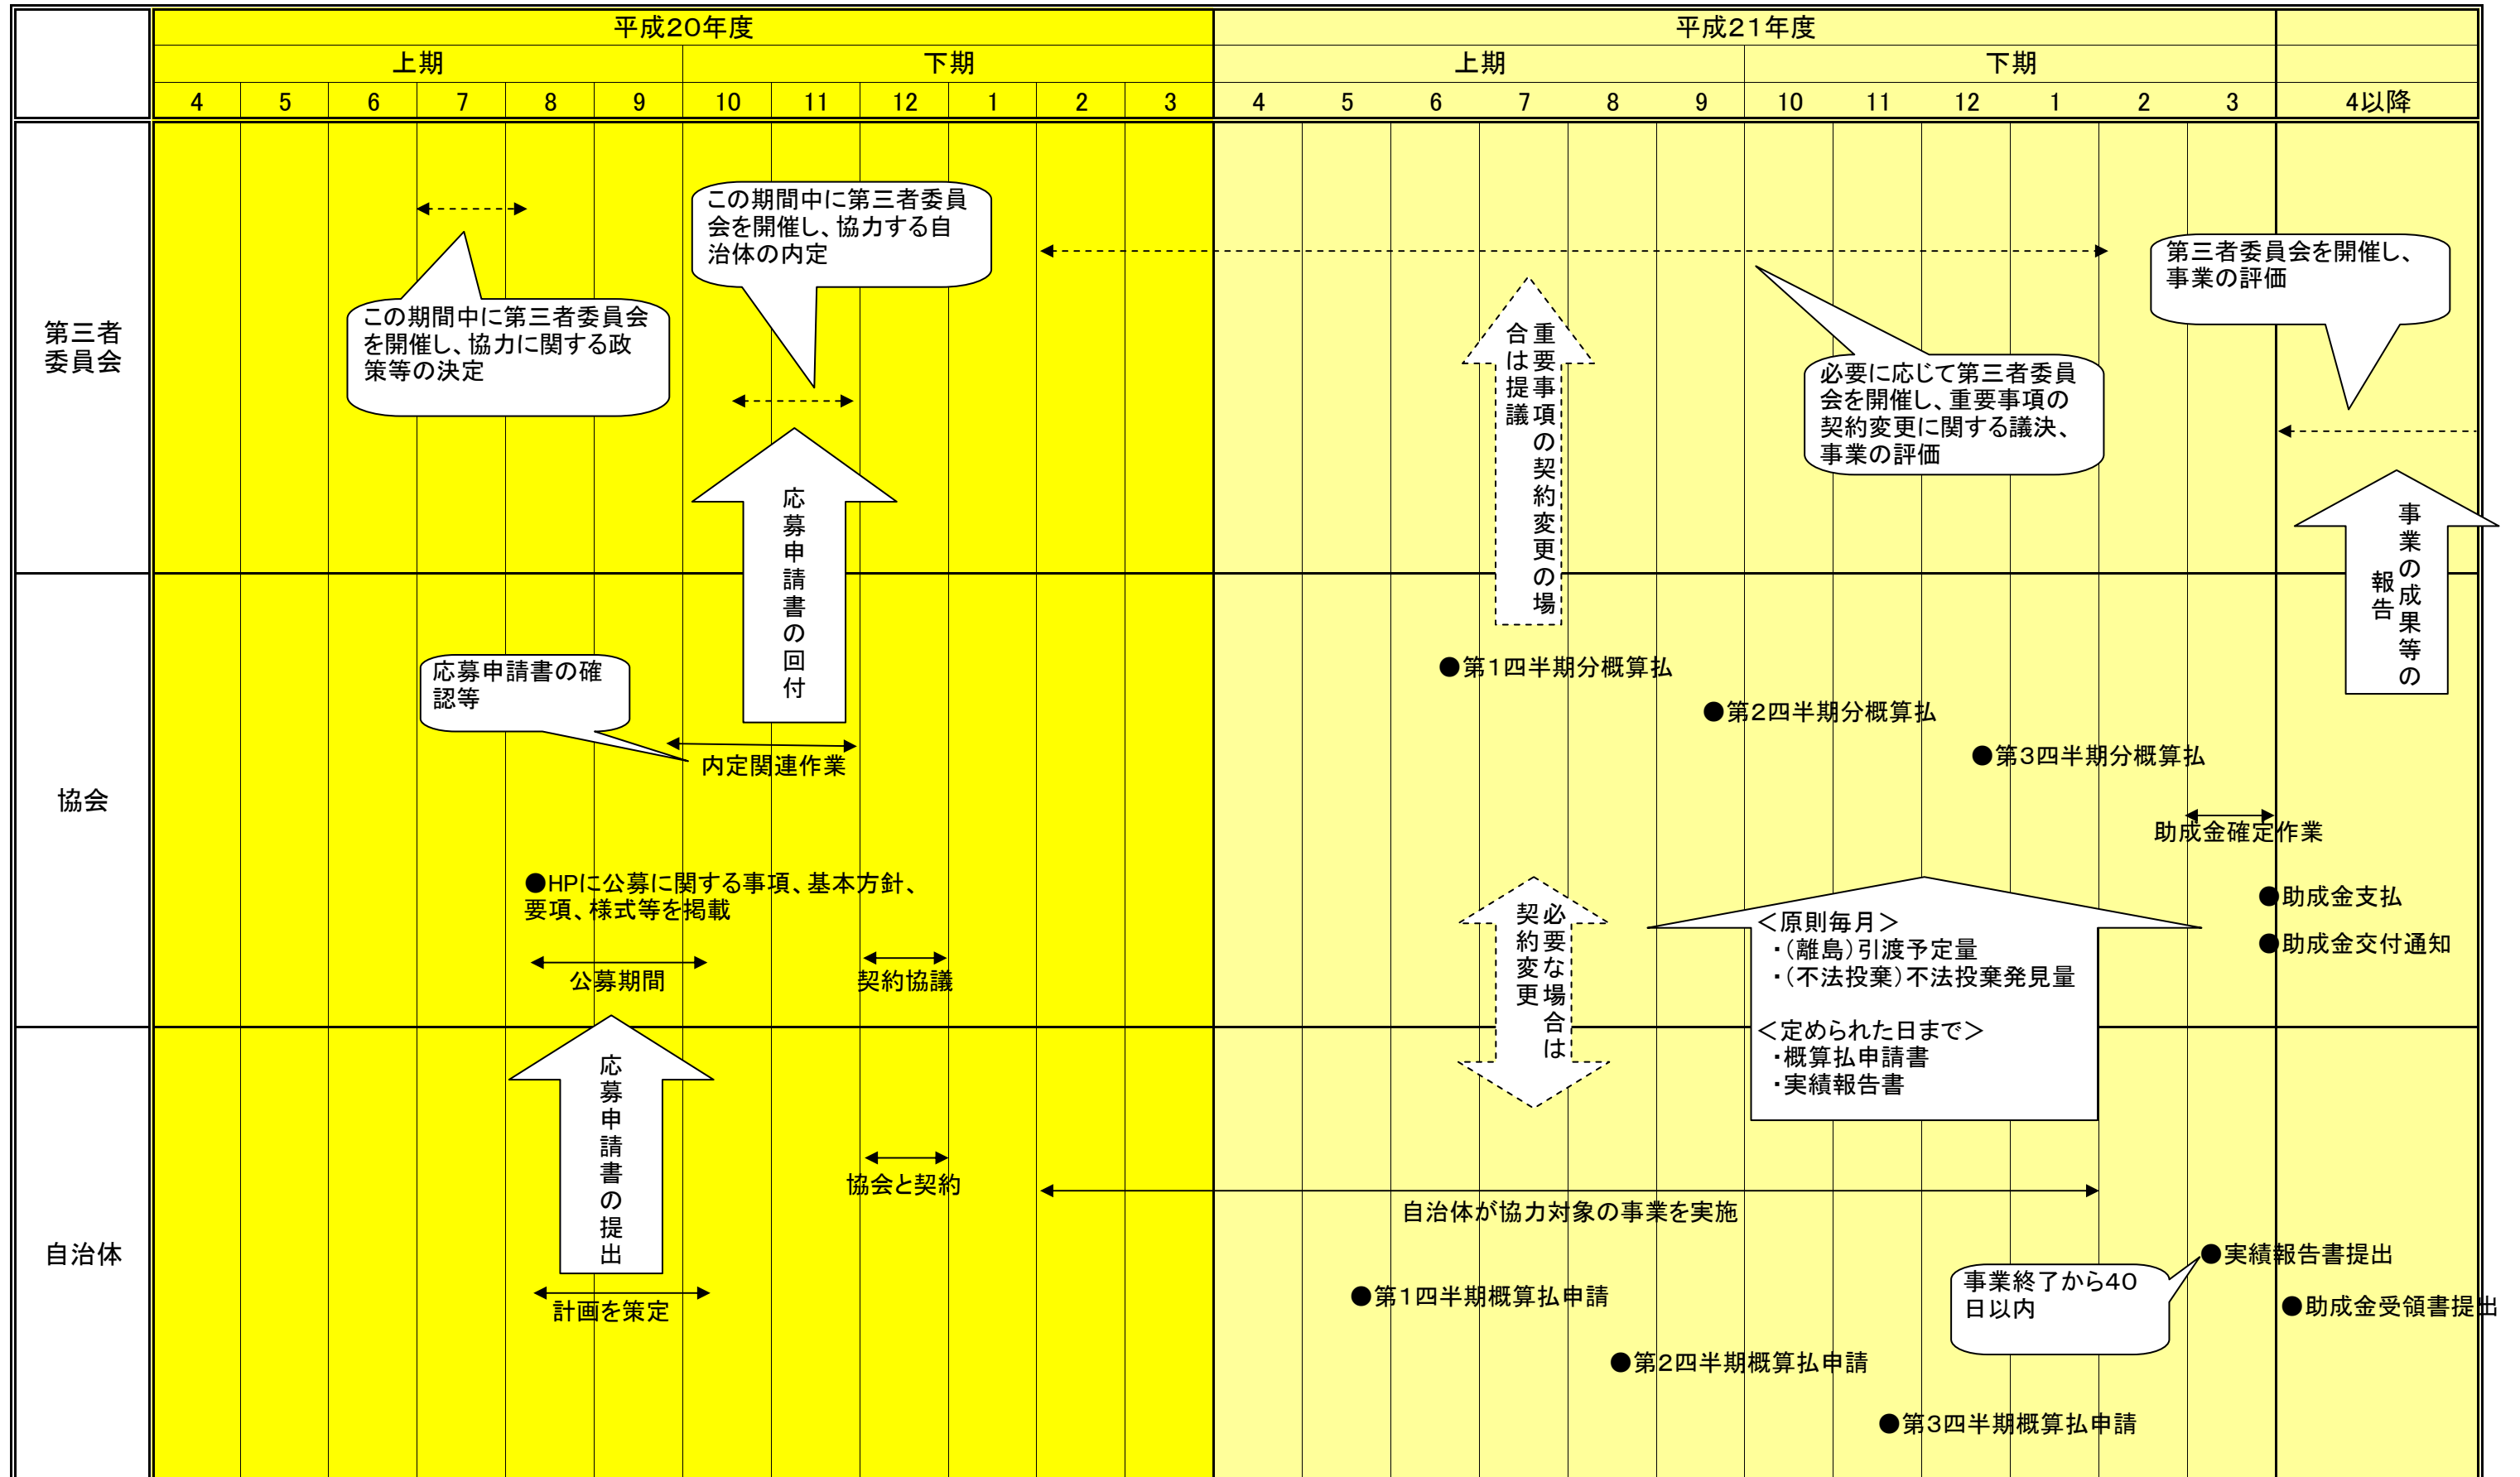 平成２０年度
平成２１年度
上期
下期
上期
下期
4
5
6
7
8
9
10
11
12
1
2
3
4
5
6
7
8
9
10
11
12
1
2
3
4以降
第三者
委員会
この期間中に第三者委員会
を開催し、協力に関する政
策等の決定
この期間中に第三者委員
会を開催し、協力する自
治体の内定
応募申請書の回付
重要事項の契約変更の場
合は提議
必要に応じて第三者委員
会を開催し、重要事項の
契約変更に関する議決、
事業の評価
第三者委員会を開催し、
事業の評価
事業の成果等の
報告
協会
応募申請書の確
認等
内定関連作業
●第１四半期分概算払
●第２四半期分概算払
●第３四半期分概算払
助成金確定作業
●HPに公募に関する事項、基本方針、
要項、様式等を掲載
公募期間
契約協議
必要な場合は
契約変更
＜原則毎月＞
・（離島）引渡予定量
・（不法投棄）不法投棄発見量
＜定められた日まで＞
・概算払申請書
・実績報告書
●助成金支払
●助成金交付通知
自治体
応募申請書の提出
計画を策定
協会と契約
自治体が協力対象の事業を実施
●実績報告書提出
事業終了から４０
日以内
●助成金受領書提出
●第１四半期概算払申請
●第２四半期概算払申請
●第３四半期概算払申請